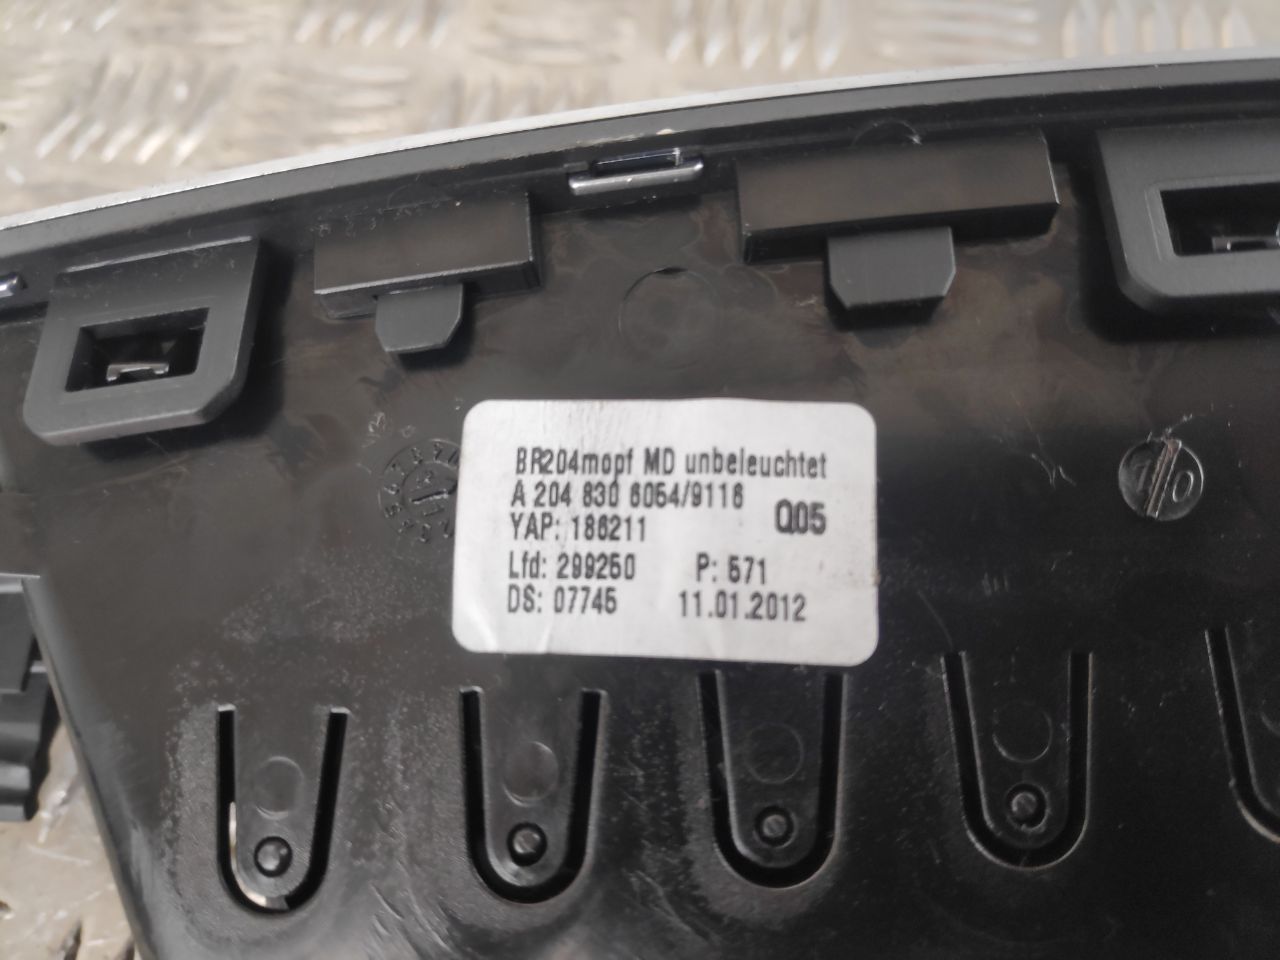 BR204mopf MD unbeleuchtet
A 204 830 6054/9116
Q05
YAP: 186211
Lfd: 299250 P: 571
DS: 07745 11.01.2012